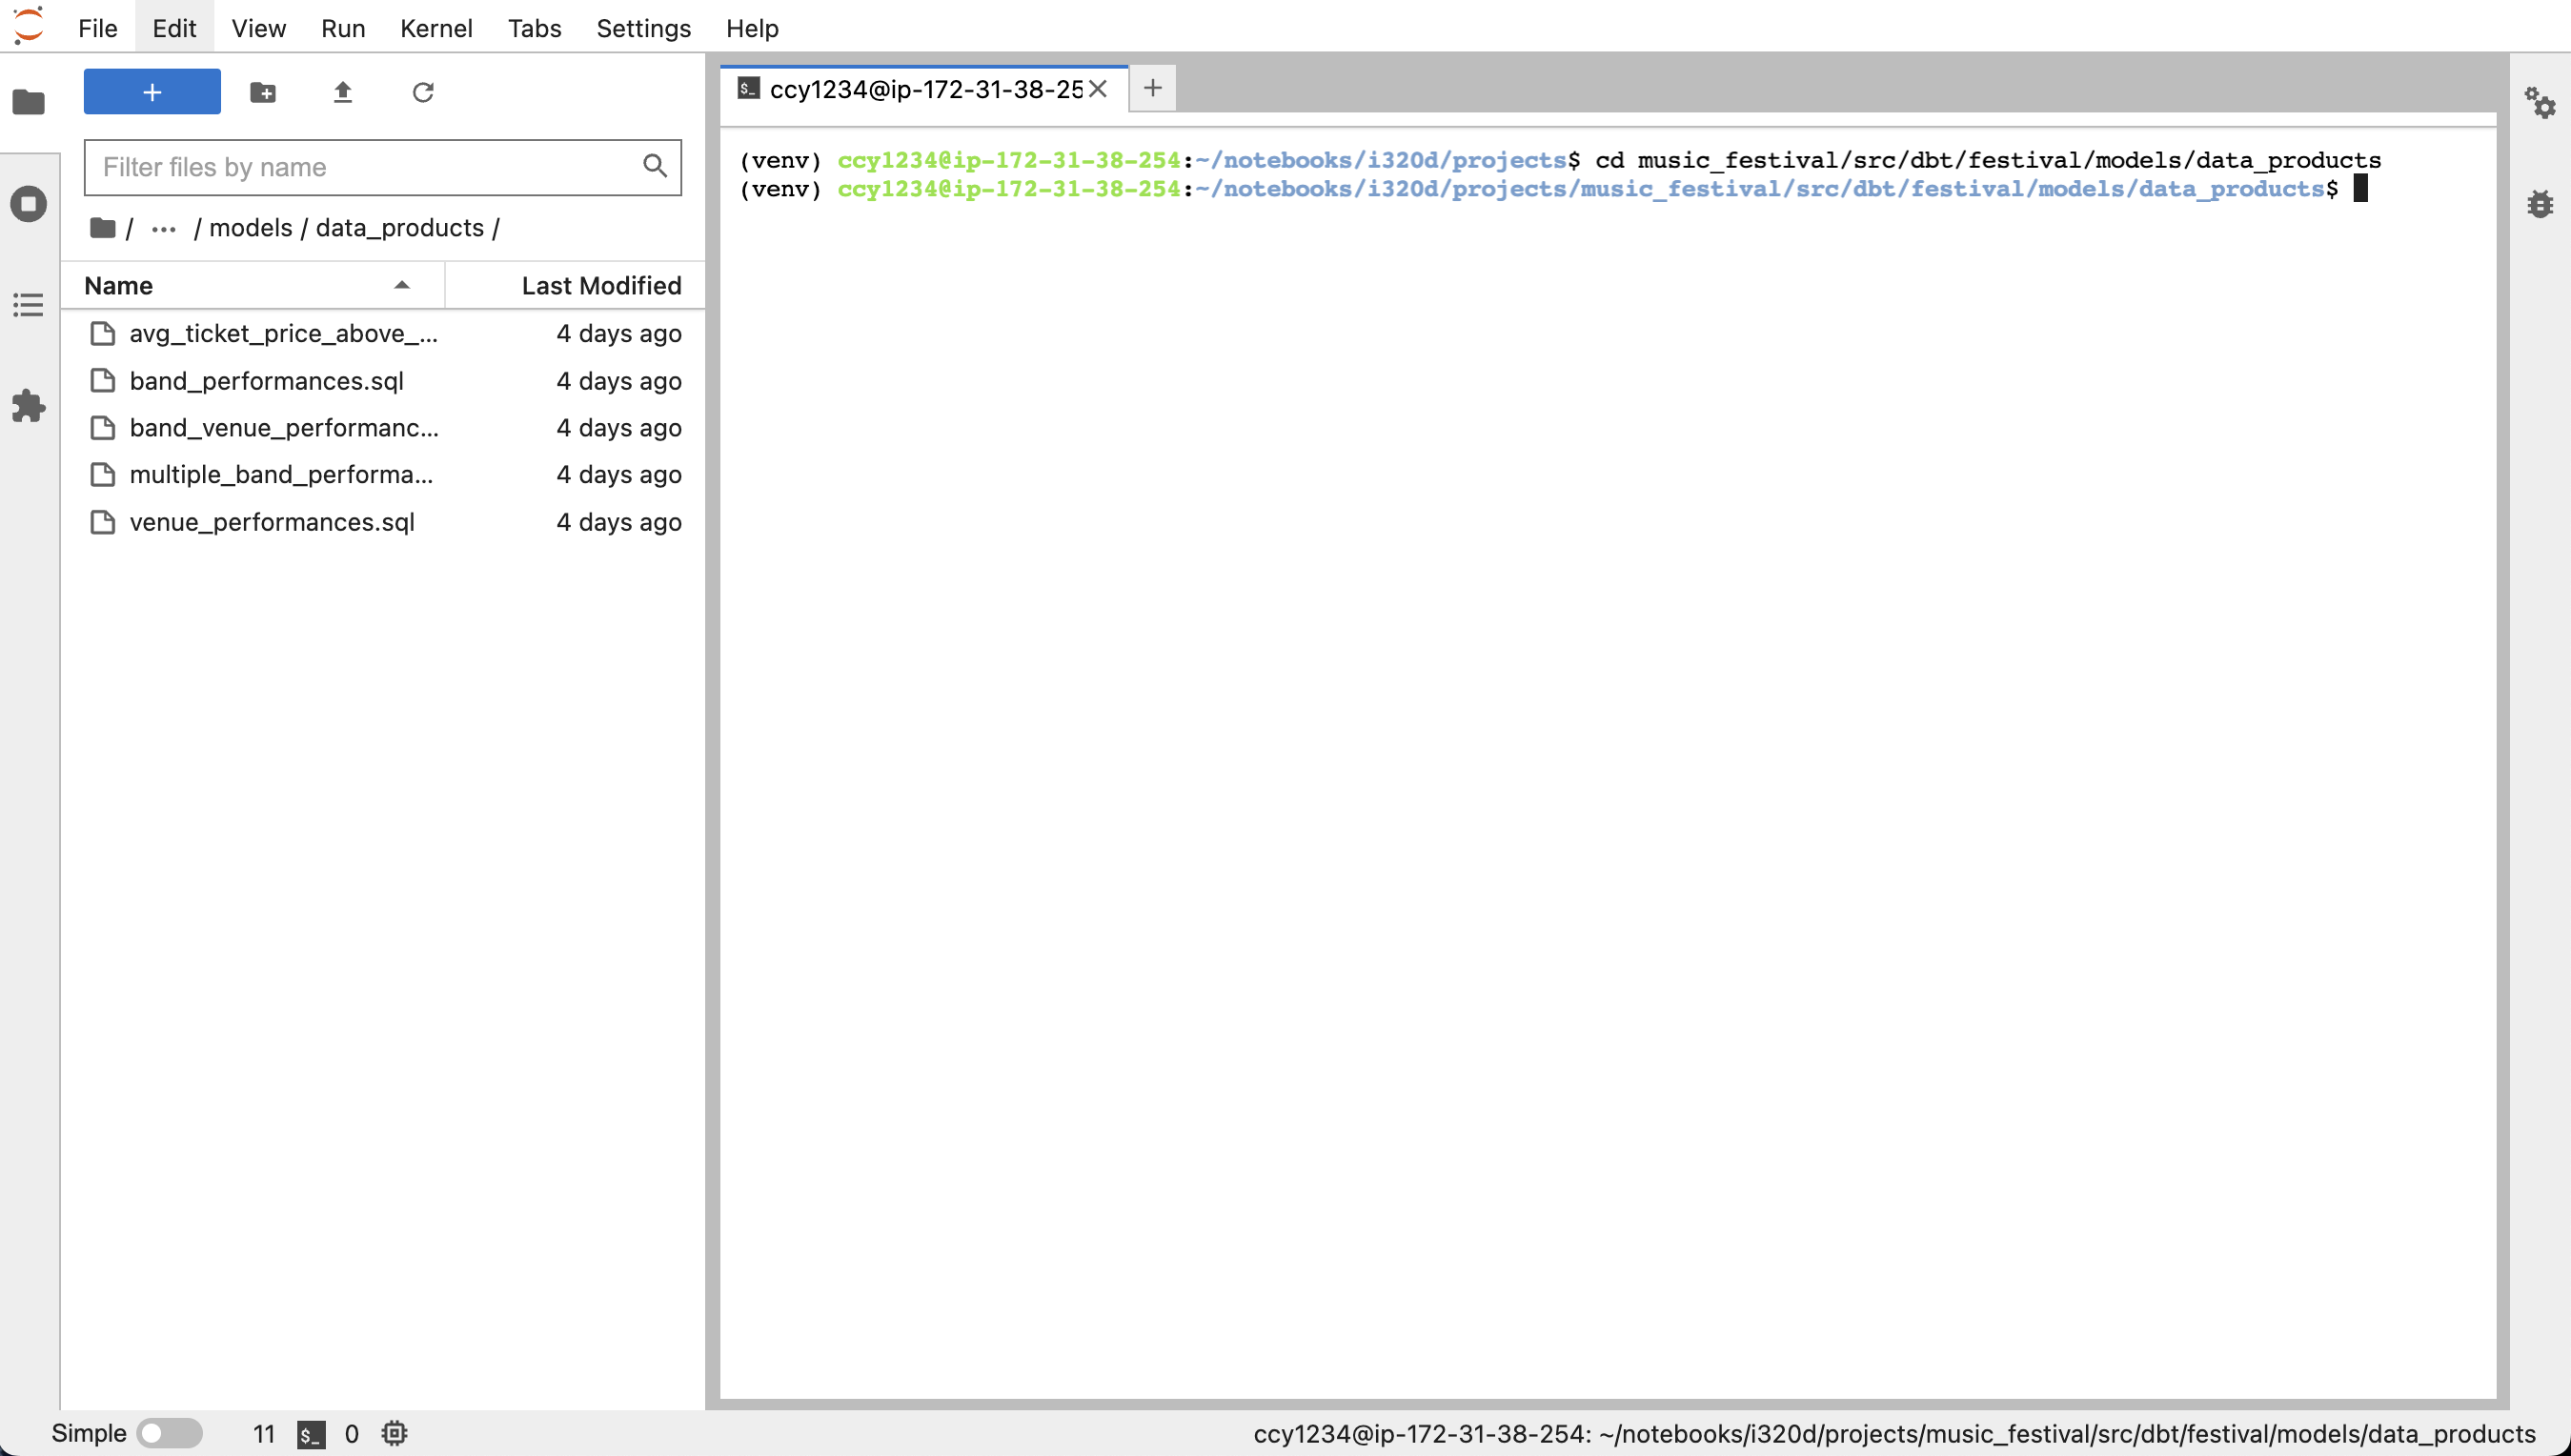 File Edit View Run Kernel Tabs Settings Help
+
Filter files by name
/ ··· / models / data_products /
Name Last Modified
avg_ticket_price_above_... 4 days ago
band_performances.sql 4 days ago
band_venue_performanc... 4 days ago
multiple_band_performa... 4 days ago
venue_performances.sql 4 days ago
$_ ccy1234@ip-172-31-38-25 × +
(venv) ccy1234@ip-172-31-38-254:~/notebooks/i320d/projects$ cd music_festival/src/dbt/festival/models/data_products
(venv) ccy1234@ip-172-31-38-254:~/notebooks/i320d/projects/music_festival/src/dbt/festival/models/data_products$
Simple 11 $_ 0 ccy1234@ip-172-31-38-254: ~/notebooks/i320d/projects/music_festival/src/dbt/festival/models/data_products